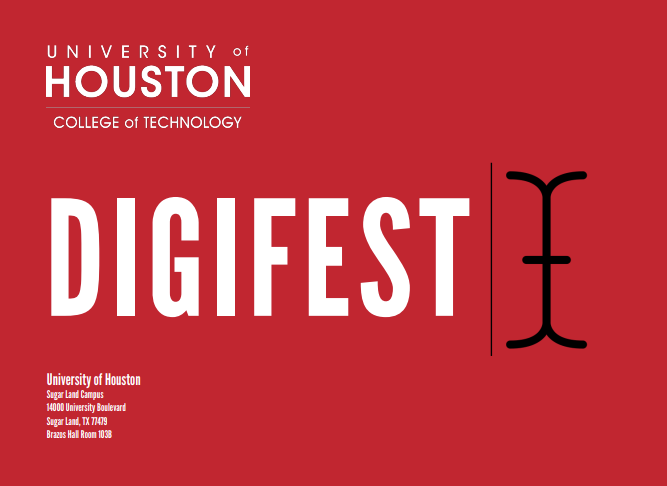 UNIVERSITY of
HOUSTON
COLLEGE of TECHNOLOGY
DIGIFEST
University of Houston
Sugar Land Campus
14000 University Boulevard
Sugar Land, TX 77479
Brazos Hall Room 103B